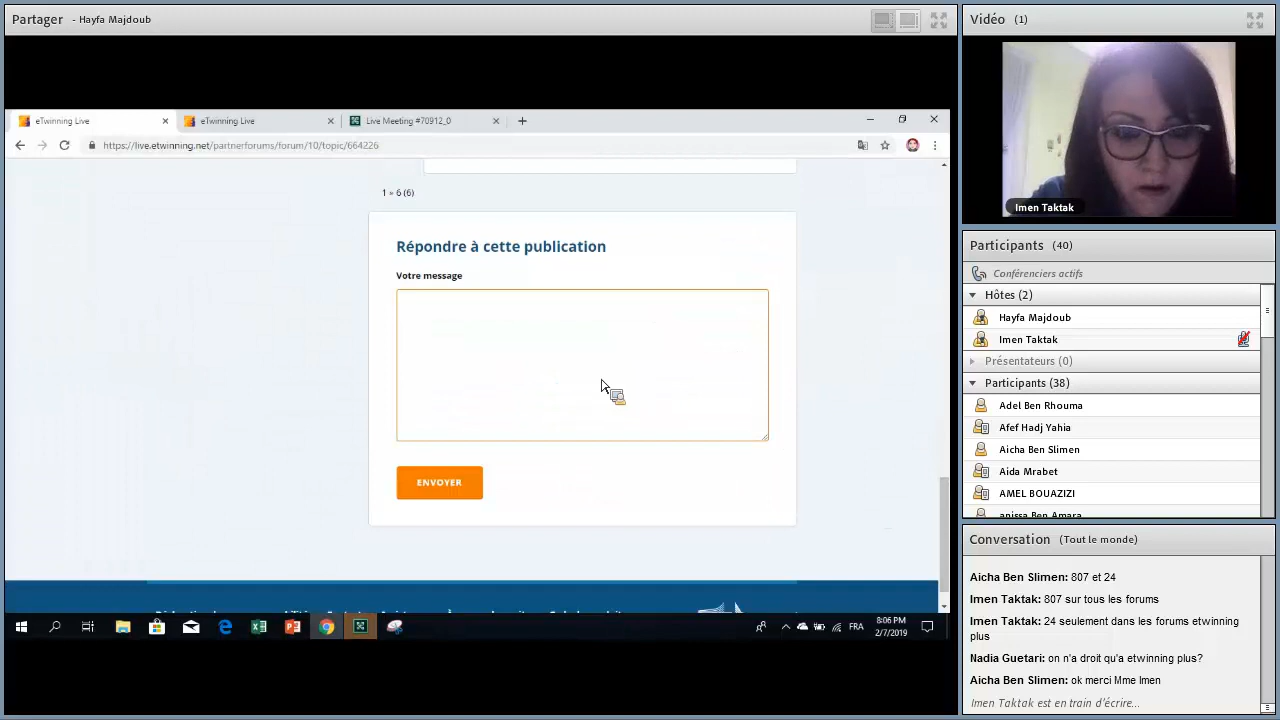 Partager - Hayfa Majdoub
eTwinning Live
eTwinning Live
Live Meeting #70912_0
https://live.etwinning.net/partnerforums/forum/10/topic/664226
1 » 6 (6)
Répondre à cette publication
Votre message
ENVOYER
FRA
8:06 PM
2/7/2019
Vidéo (1)
Imen Taktak
Participants (40)
Conférenciers actifs
Hôtes (2)
Hayfa Majdoub
Imen Taktak
Présentateurs (0)
Participants (38)
Adel Ben Rhouma
Afef Hadj Yahia
Aicha Ben Slimen
Aida Mrabet
AMEL BOUAZIZI
anissa Ben Amara
Conversation (Tout le monde)
Aicha Ben Slimen: 807 et 24
Imen Taktak: 807 sur tous les forums
Imen Taktak: 24 seulement dans les forums etwinning
plus
Nadia Guetari: on n'a droit qu'a etwinning plus?
Aicha Ben Slimen: ok merci Mme Imen
Imen Taktak est en train d'écrire...